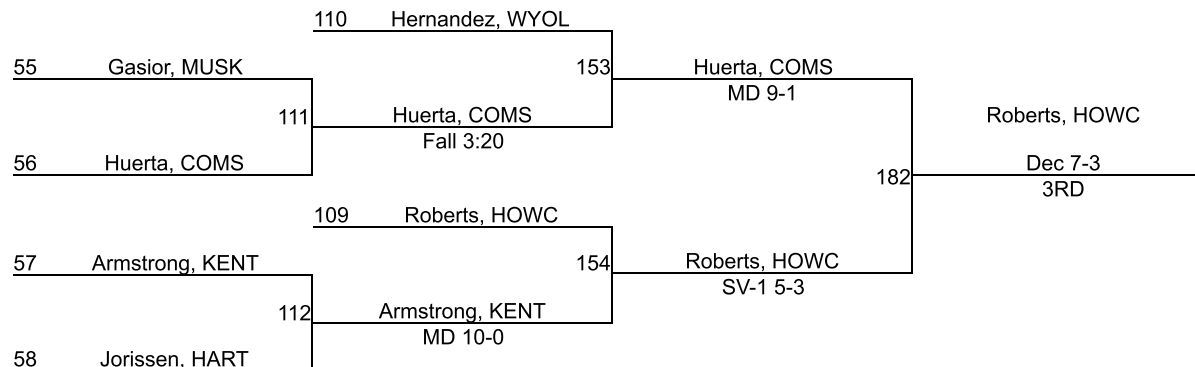 110 Hernandez, WYOL
55 Gasior, MUSK
153 Huerta, COMS
MD 9-1
111 Huerta, COMS
Fall 3:20
Roberts, HOWC
56 Huerta, COMS
182 Dec 7-3
3RD
109 Roberts, HOWC
57 Armstrong, KENT
154 Roberts, HOWC
SV-1 5-3
112 Armstrong, KENT
MD 10-0
58 Jorissen, HART